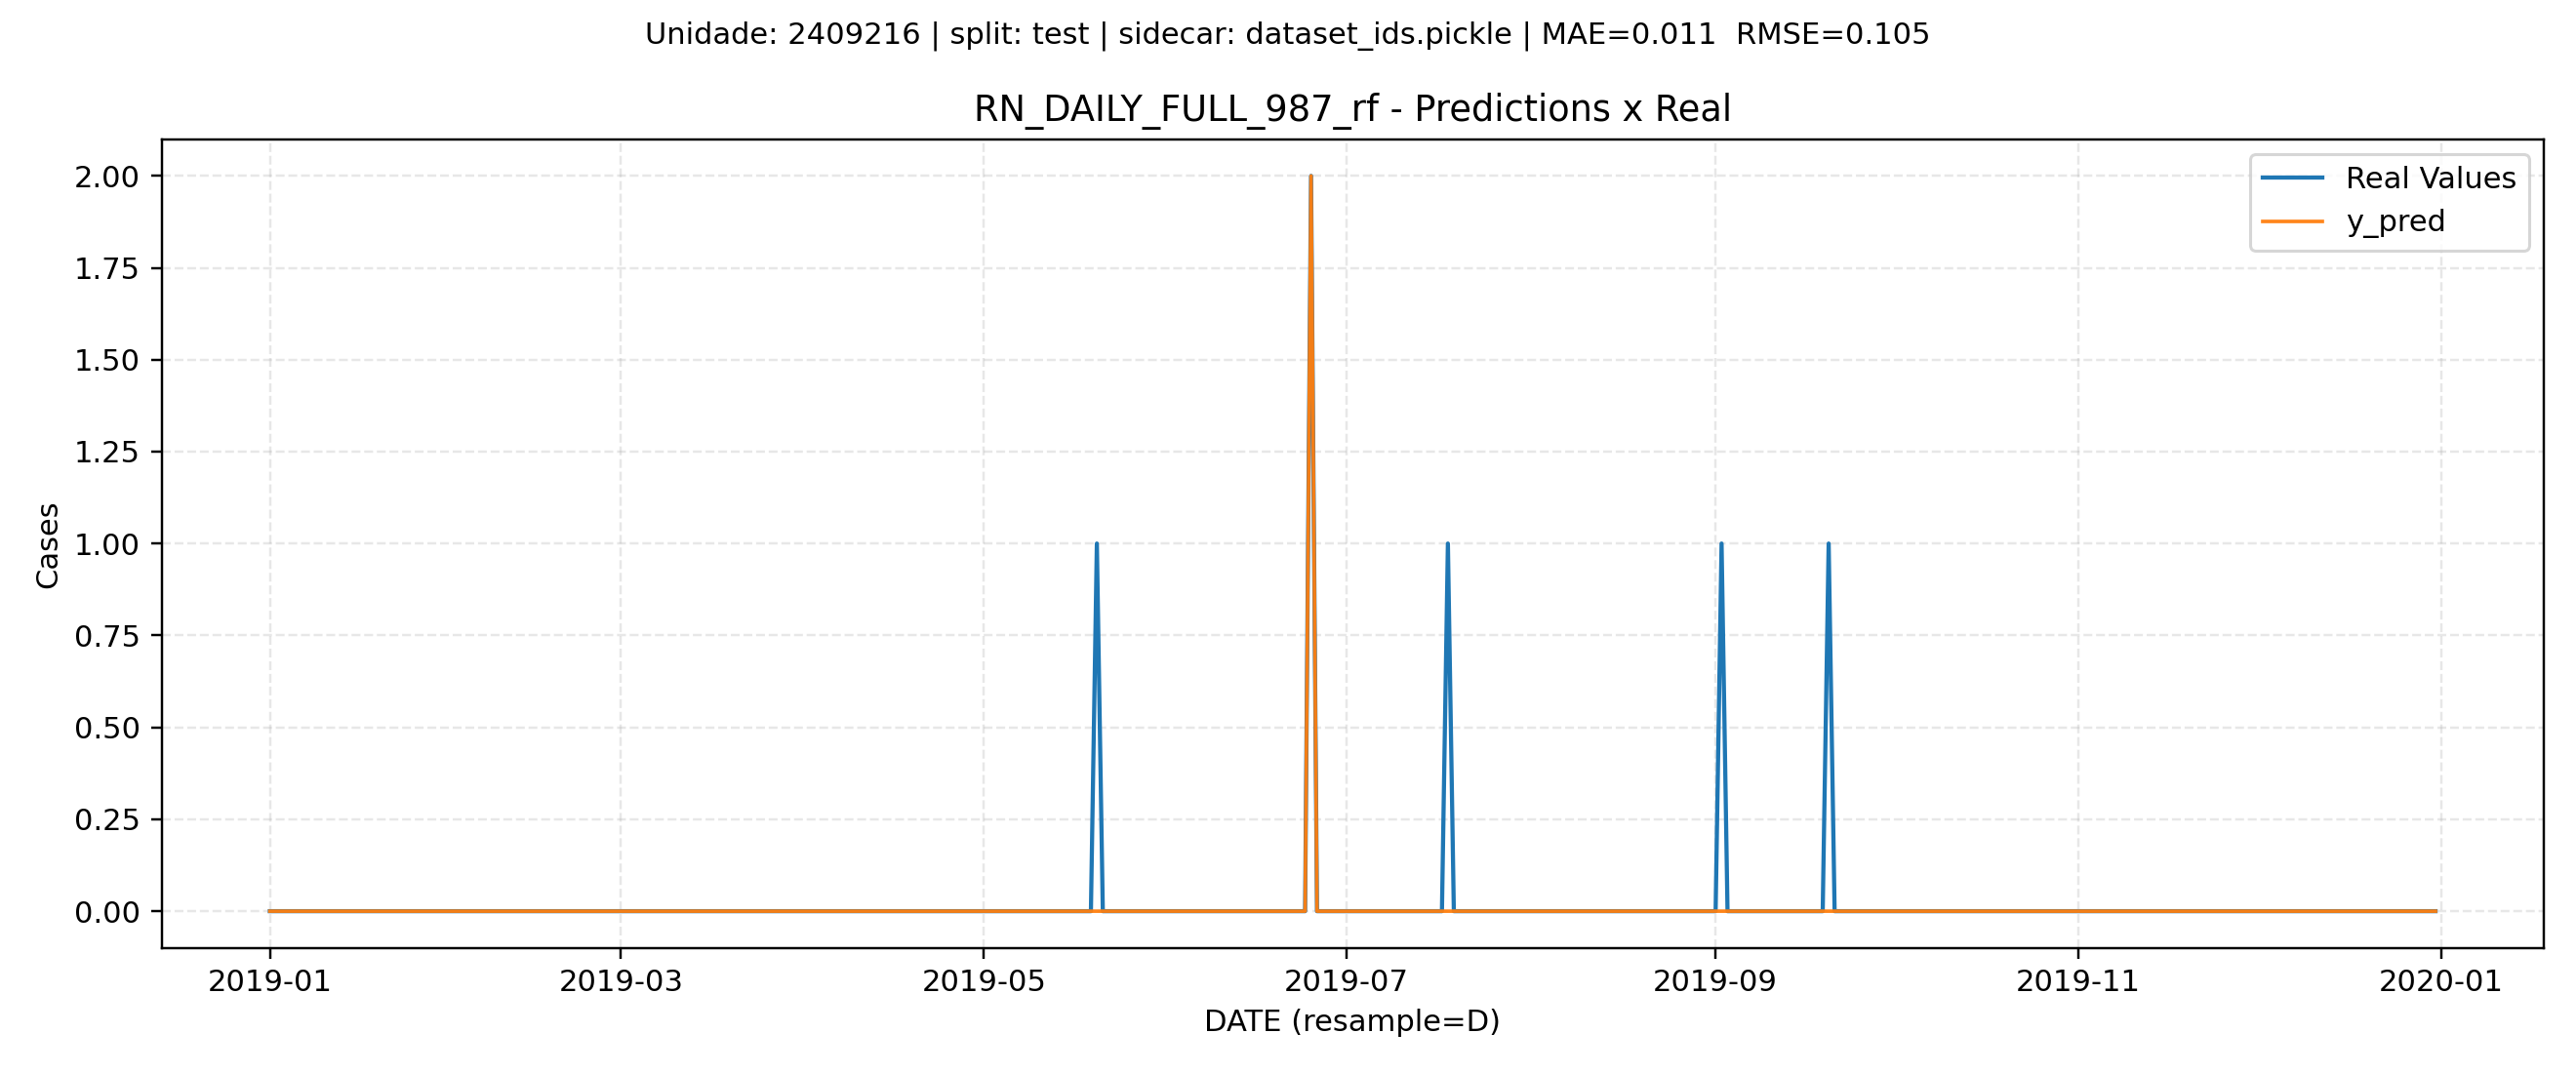 Unidade: 2409216 | split: test | sidecar: dataset_ids.pickle | MAE=0.011  RMSE=0.105
RN_DAILY_FULL_987_rf - Predictions x Real
Real Values
y_pred
2.00
1.75
1.50
1.25
1.00
0.75
0.50
0.25
0.00
Cases
2019-01
2019-03
2019-05
2019-07
2019-09
2019-11
2020-01
DATE (resample=D)